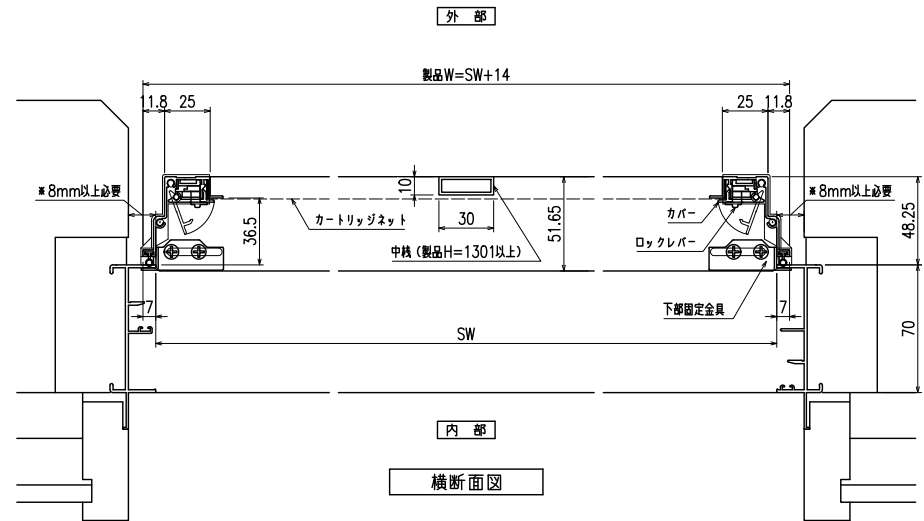 外 部
製品W=SW+14
11.8
25
25
11.8
※8mm以上必要
※8mm以上必要
10
30
36.5
51.65
48.25
カートリッジネット
カバー
ロックレバー
中桟（製品H=1301以上）
下部固定金具
7
7
SW
70
内 部
横断面図